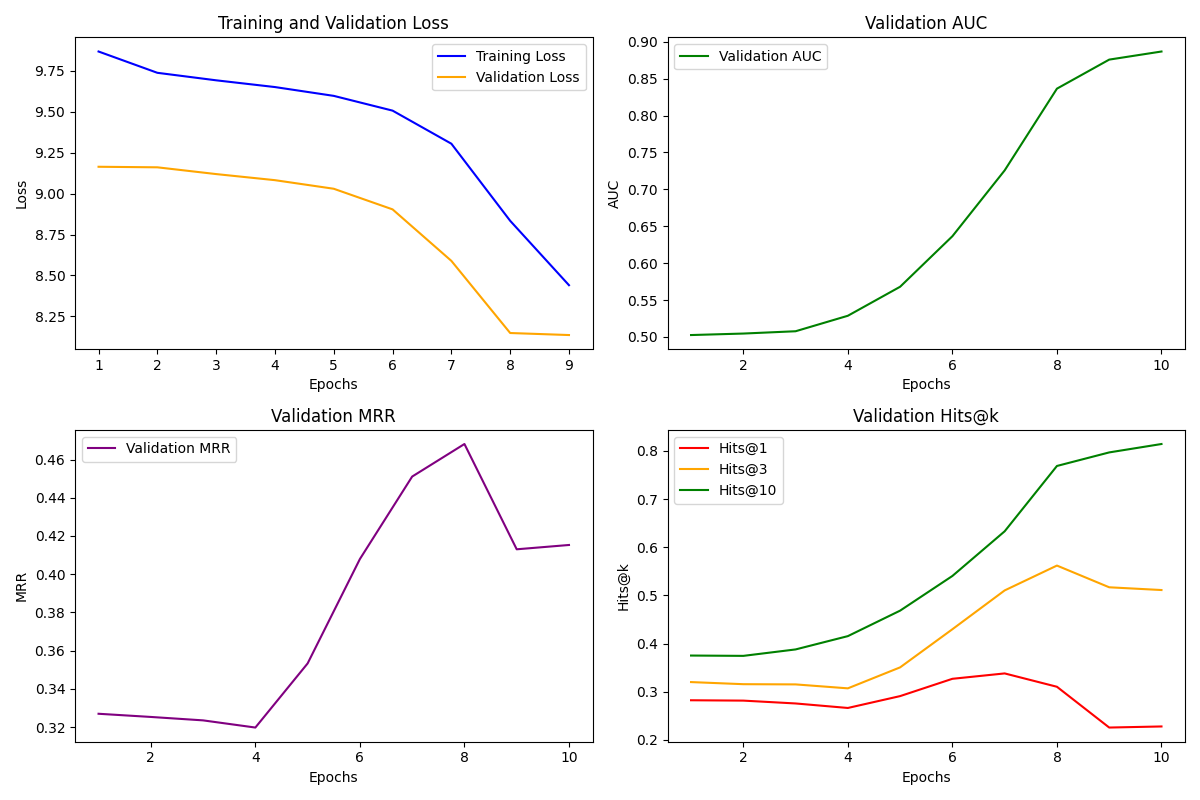 Training and Validation Loss
Training Loss
Validation Loss
9.75
9.50
9.25
9.00
8.75
8.50
8.25
Loss
1 2 3 4 5 6 7 8 9
Epochs
Validation AUC
Validation AUC
0.90
0.85
0.80
0.75
0.70
0.65
0.60
0.55
0.50
AUC
2 4 6 8 10
Epochs
Validation MRR
Validation MRR
0.46
0.44
0.42
0.40
0.38
0.36
0.34
0.32
MRR
2 4 6 8 10
Epochs
Validation Hits@k
Hits@1
Hits@3
Hits@10
0.8
0.7
0.6
0.5
0.4
0.3
0.2
Hits@k
2 4 6 8 10
Epochs